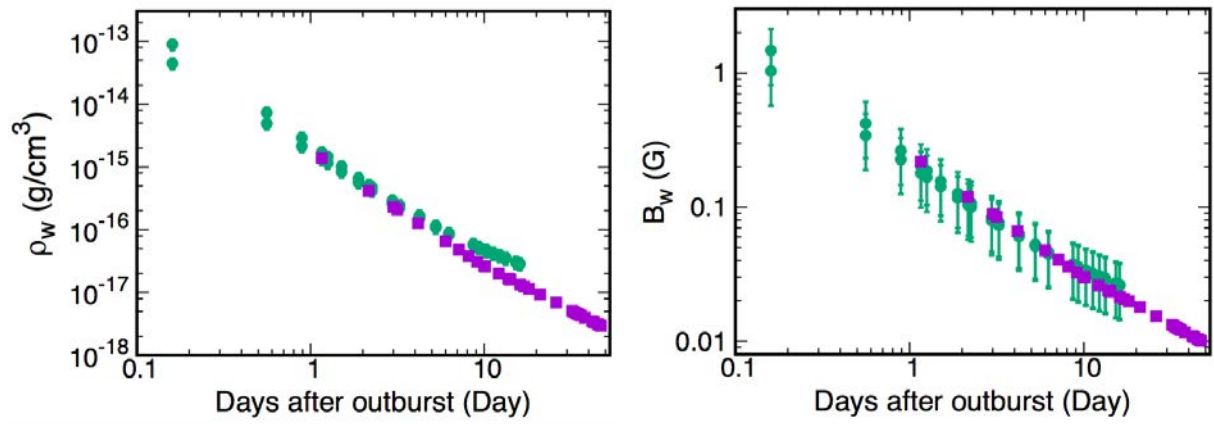 ρw (g/cm³)
10⁻¹³
10⁻¹⁴
10⁻¹⁵
10⁻¹⁶
10⁻¹⁷
10⁻¹⁸
0.1 1 10
Days after outburst (Day)
Bw (G)
1
0.1
0.01
0.1 1 10
Days after outburst (Day)